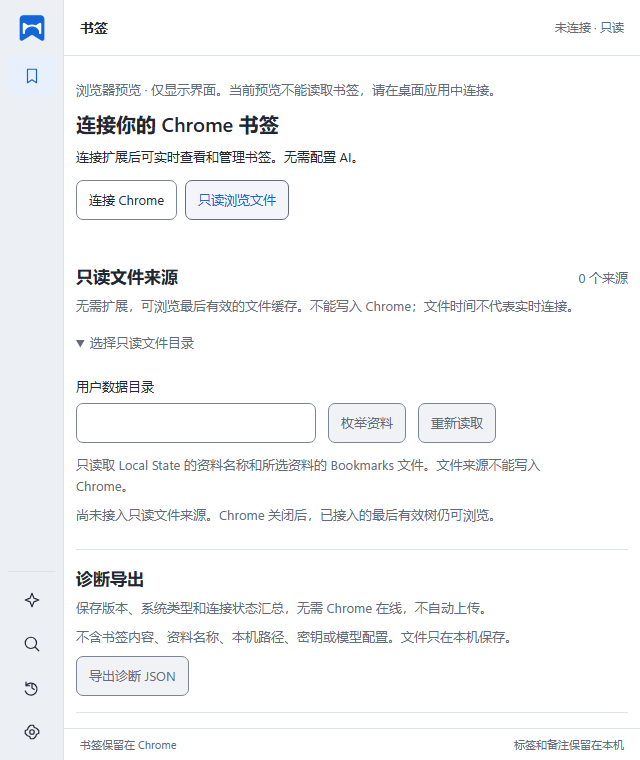 书签
未连接 · 只读
浏览器预览 · 仅显示界面。当前预览不能读取书签，请在桌面应用中连接。
连接你的 Chrome 书签
连接扩展后可实时查看和管理书签。无需配置 AI。
连接 Chrome
只读浏览文件
只读文件来源
0 个来源
无需扩展，可浏览最后有效的文件缓存。不能写入 Chrome；文件时间不代表实时连接。
▼ 选择只读文件目录
用户数据目录
枚举资料
重新读取
只读取 Local State 的资料名称和所选资料的 Bookmarks 文件。文件来源不能写入
Chrome。
尚未接入只读文件来源。Chrome 关闭后，已接入的最后有效树仍可浏览。
诊断导出
保存版本、系统类型和连接状态汇总，无需 Chrome 在线，不自动上传。
不含书签内容、资料名称、本机路径、密钥或模型配置。文件只在本机保存。
导出诊断 JSON
书签保留在 Chrome
标签和备注保留在本机